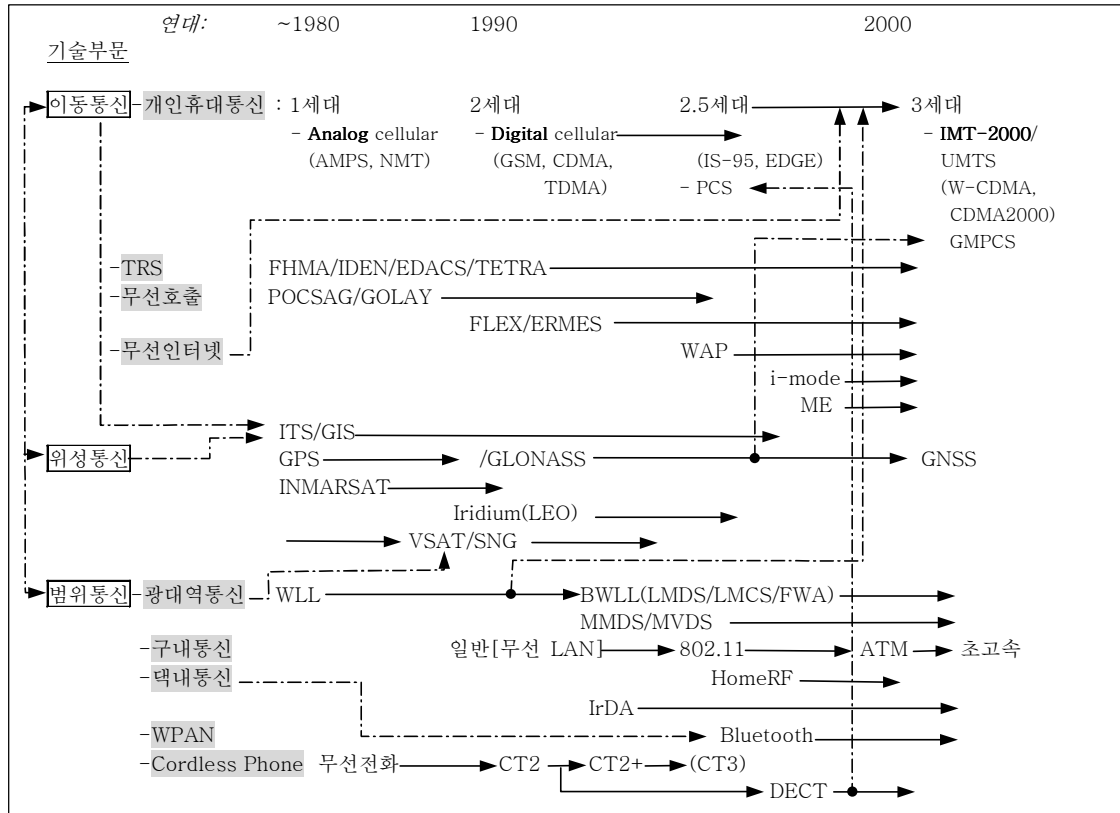 연대: ~1980 1990 2000
기술부문
이동통신 -개인휴대통신 : 1세대 2세대 2.5세대 3세대
- Analog cellular - Digital cellular - IMT-2000/
(AMPS, NMT) (GSM, CDMA, (IS-95, EDGE) UMTS
TDMA) - PCS (W-CDMA,
CDMA2000)
GMPCS
-TRS FHMA/IDEN/EDACS/TETRA
-무선호출 POCSAG/GOLAY
FLEX/ERMES
-무선인터넷 WAP
i-mode
ME
ITS/GIS
위성통신 GPS /GLONASS GNSS
INMARSAT
Iridium(LEO)
VSAT/SNG
범위통신 -광대역통신 WLL BWLL(LMDS/LMCS/FWA)
MMDS/MVDS
-구내통신 일반[무선 LAN] 802.11 ATM 초고속
-댁내통신 HomeRF
IrDA
-WPAN Bluetooth
-Cordless Phone 무선전화 CT2 CT2+ (CT3)
DECT